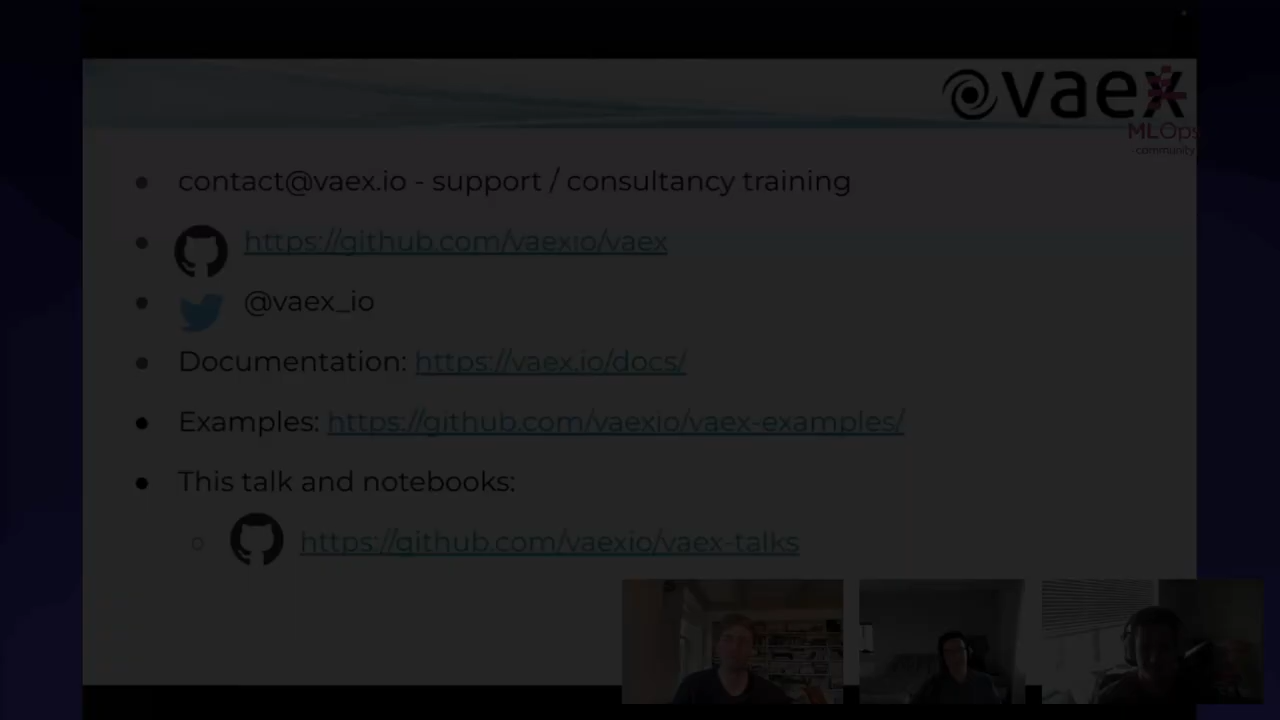 vaex
MLOps
community
contact@vaex.io - support / consultancy training
https://github.com/vaexio/vaex
@vaex_io
Documentation: https://vaex.io/docs/
Examples: https://github.com/vaexio/vaex-examples/
This talk and notebooks:
https://github.com/vaexio/vaex-talks